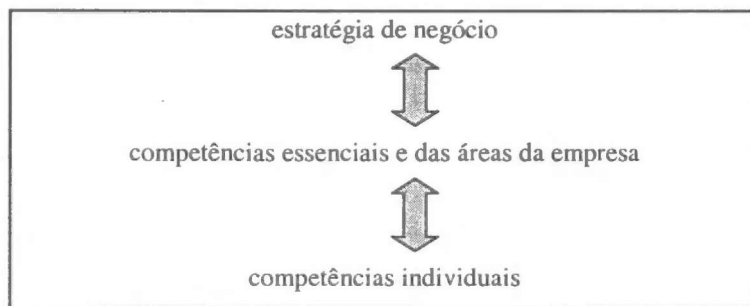 estratégia de negócio
competências essenciais e das áreas da empresa
competências individuais